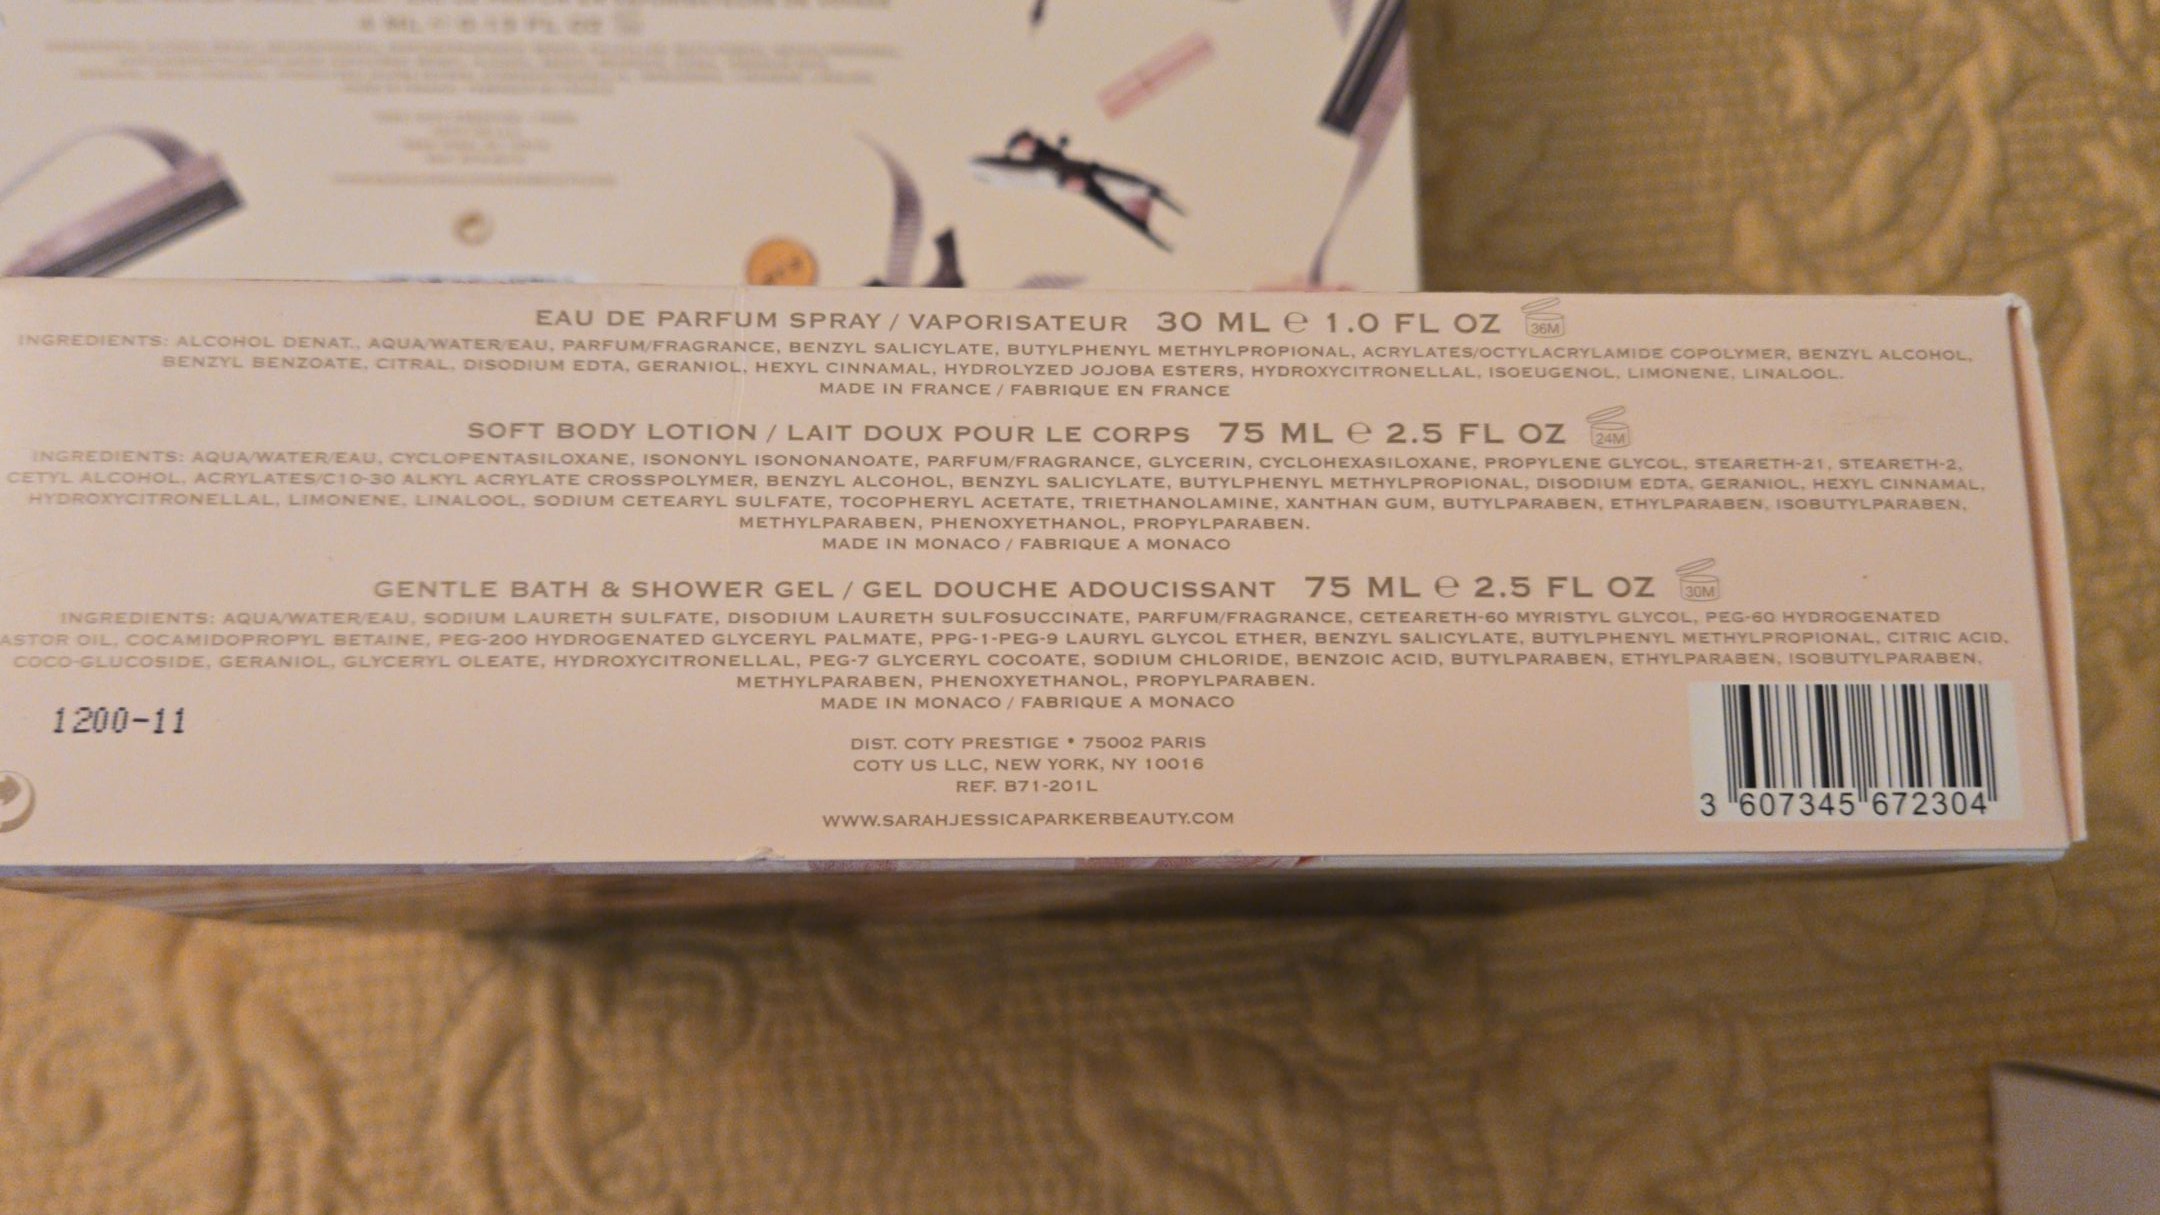 EAU DE PARFUM SPRAY / VAPORISATEUR 30 ML ℮ 1.0 FL OZ 36M
INGREDIENTS: ALCOHOL DENAT., AQUA/WATER/EAU, PARFUM/FRAGRANCE, BENZYL SALICYLATE, BUTYLPHENYL METHYLPROPIONAL, ACRYLATES/OCTYLACRYLAMIDE COPOLYMER, BENZYL ALCOHOL,
BENZYL BENZOATE, CITRAL, DISODIUM EDTA, GERANIOL, HEXYL CINNAMAL, HYDROLYZED JOJOBA ESTERS, HYDROXYCITRONELLAL, ISOEUGENOL, LIMONENE, LINALOOL.
MADE IN FRANCE / FABRIQUE EN FRANCE
SOFT BODY LOTION / LAIT DOUX POUR LE CORPS 75 ML ℮ 2.5 FL OZ 24M
INGREDIENTS: AQUA/WATER/EAU, CYCLOPENTASILOXANE, ISONONYL ISONONANOATE, PARFUM/FRAGRANCE, GLYCERIN, CYCLOHEXASILOXANE, PROPYLENE GLYCOL, STEARETH-21, STEARETH-2,
CETYL ALCOHOL, ACRYLATES/C10-30 ALKYL ACRYLATE CROSSPOLYMER, BENZYL ALCOHOL, BENZYL SALICYLATE, BUTYLPHENYL METHYLPROPIONAL, DISODIUM EDTA, GERANIOL, HEXYL CINNAMAL,
HYDROXYCITRONELLAL, LIMONENE, LINALOOL, SODIUM CETEARYL SULFATE, TOCOPHERYL ACETATE, TRIETHANOLAMINE, XANTHAN GUM, BUTYLPARABEN, ETHYLPARABEN, ISOBUTYLPARABEN,
METHYLPARABEN, PHENOXYETHANOL, PROPYLPARABEN.
MADE IN MONACO / FABRIQUE A MONACO
GENTLE BATH & SHOWER GEL / GEL DOUCHE ADOUCISSANT 75 ML ℮ 2.5 FL OZ 30M
INGREDIENTS: AQUA/WATER/EAU, SODIUM LAURETH SULFATE, DISODIUM LAURETH SULFOSUCCINATE, PARFUM/FRAGRANCE, CETEARETH-60 MYRISTYL GLYCOL, PEG-60 HYDROGENATED
ASTOR OIL, COCAMIDOPROPYL BETAINE, PEG-200 HYDROGENATED GLYCERYL PALMATE, PPG-1-PEG-9 LAURYL GLYCOL ETHER, BENZYL SALICYLATE, BUTYLPHENYL METHYLPROPIONAL, CITRIC ACID,
COCO-GLUCOSIDE, GERANIOL, GLYCERYL OLEATE, HYDROXYCITRONELLAL, PEG-7 GLYCERYL COCOATE, SODIUM CHLORIDE, BENZOIC ACID, BUTYLPARABEN, ETHYLPARABEN, ISOBUTYLPARABEN,
METHYLPARABEN, PHENOXYETHANOL, PROPYLPARABEN.
MADE IN MONACO / FABRIQUE A MONACO
1200-11
DIST. COTY PRESTIGE • 75002 PARIS
COTY US LLC, NEW YORK, NY 10016
REF. B71-201L
WWW.SARAHJESSICAPARKERBEAUTY.COM
3 607345 672304